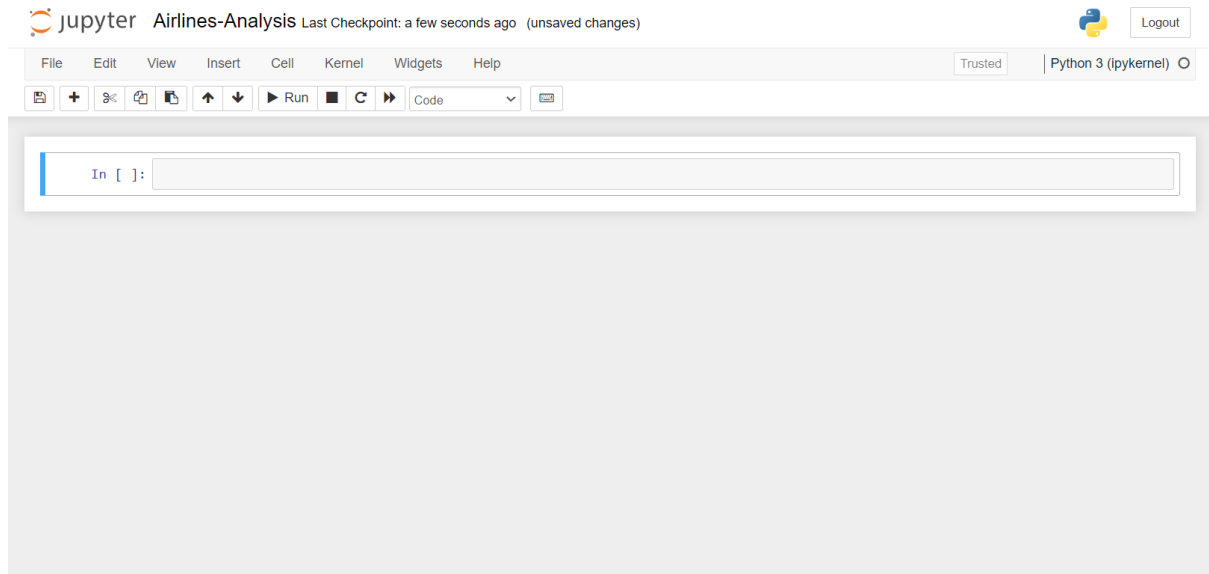 jupyter Airlines-Analysis Last Checkpoint: a few seconds ago (unsaved changes) Logout
File Edit View Insert Cell Kernel Widgets Help Trusted Python 3 (ipykernel)
Run Code
In [ ]: